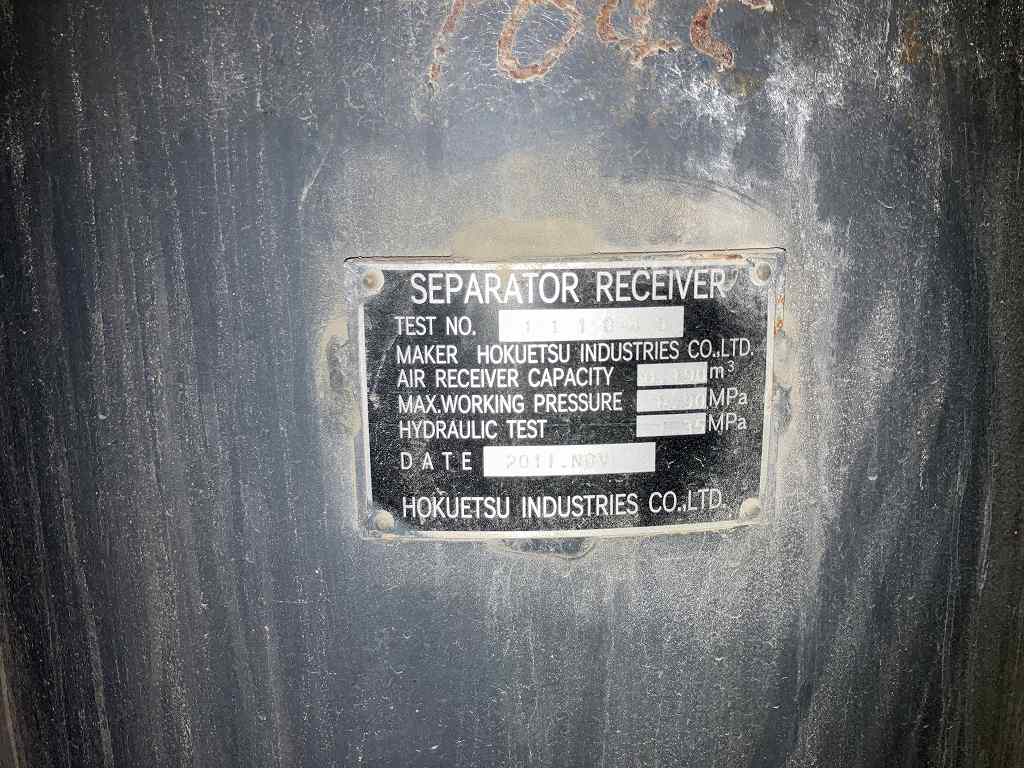 SEPARATOR RECEIVER
TEST NO.
MAKER HOKUETSU INDUSTRIES CO.,LTD.
AIR RECEIVER CAPACITY m³
MAX.WORKING PRESSURE MPa
HYDRAULIC TEST MPa
DATE 2011.NOV
HOKUETSU INDUSTRIES CO.,LTD.